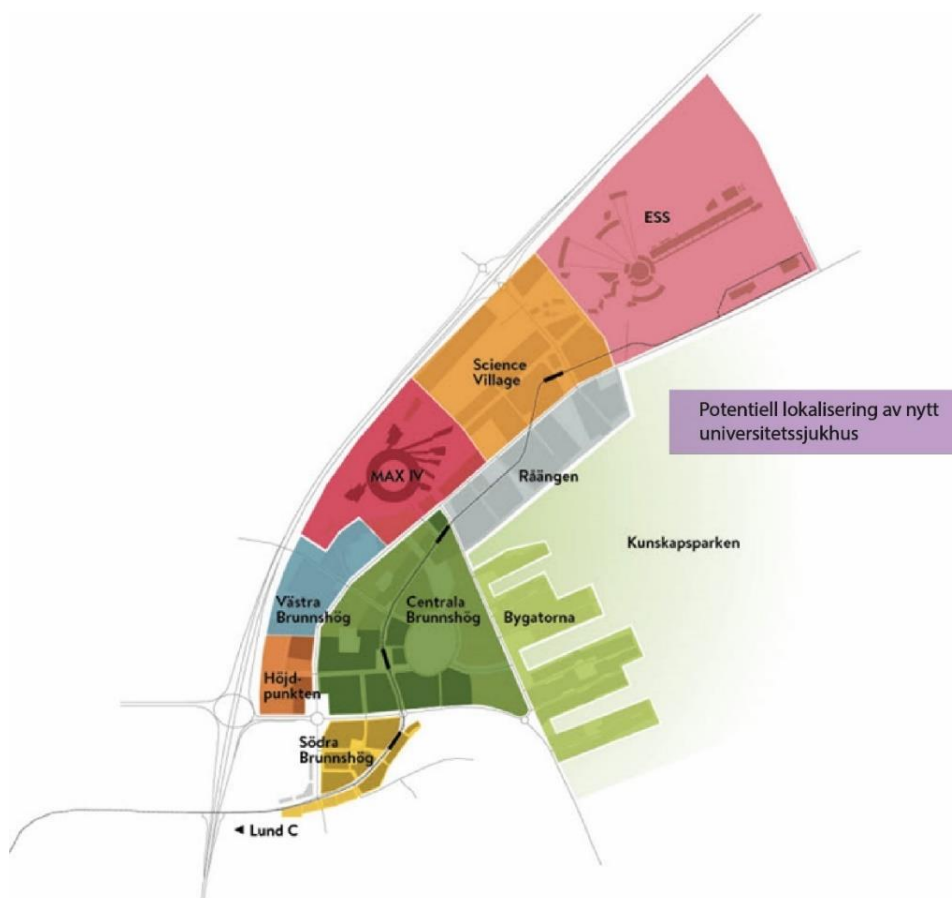 ESS
Science
Village
Potentiell lokalisering av nytt
universitetssjukhus
MAX IV
Råängen
Kunskapsparken
Västra
Brunnshög
Centrala
Brunnshög
Bygatorna
Höjd-
punkten
Södra
Brunnshög
Lund C